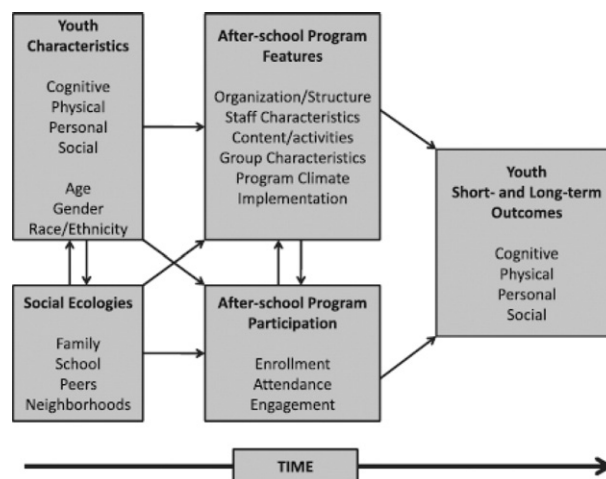 Youth
Characteristics
Cognitive
Physical
Personal
Social
Age
Gender
Race/Ethnicity
After-school Program
Features
Organization/Structure
Staff Characteristics
Content/activities
Group Characteristics
Program Climate
Implementation
Youth
Short- and Long-term
Outcomes
Cognitive
Physical
Personal
Social
Social Ecologies
Family
School
Peers
Neighborhoods
After-school Program
Participation
Enrollment
Attendance
Engagement
TIME